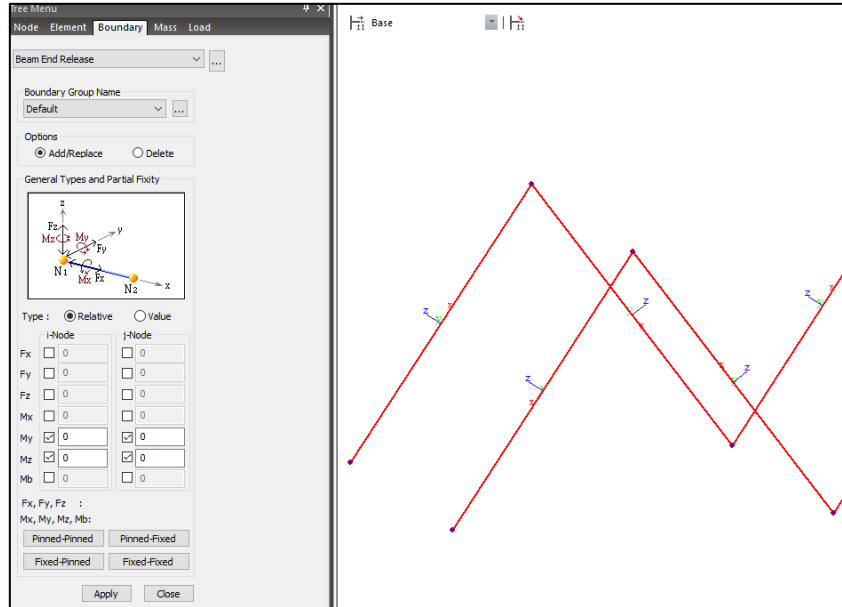 Tree Menu
Node Element Boundary Mass Load
Beam End Release
...
Boundary Group Name
Default
...
Options
Add/Replace Delete
General Types and Partial Fixity
z
Fz
Mz My y
Fy
N1 Mx Fx N2 x
Type : Relative Value
i-Node j-Node
Fx 0 0
Fy 0 0
Fz 0 0
Mx 0 0
My 0 0
Mz 0 0
Mb 0 0
Fx, Fy, Fz :
Mx, My, Mz, Mb:
Pinned-Pinned Pinned-Fixed
Fixed-Pinned Fixed-Fixed
Apply Close
Base
z y x
z y x
z y x
z y x
z y x